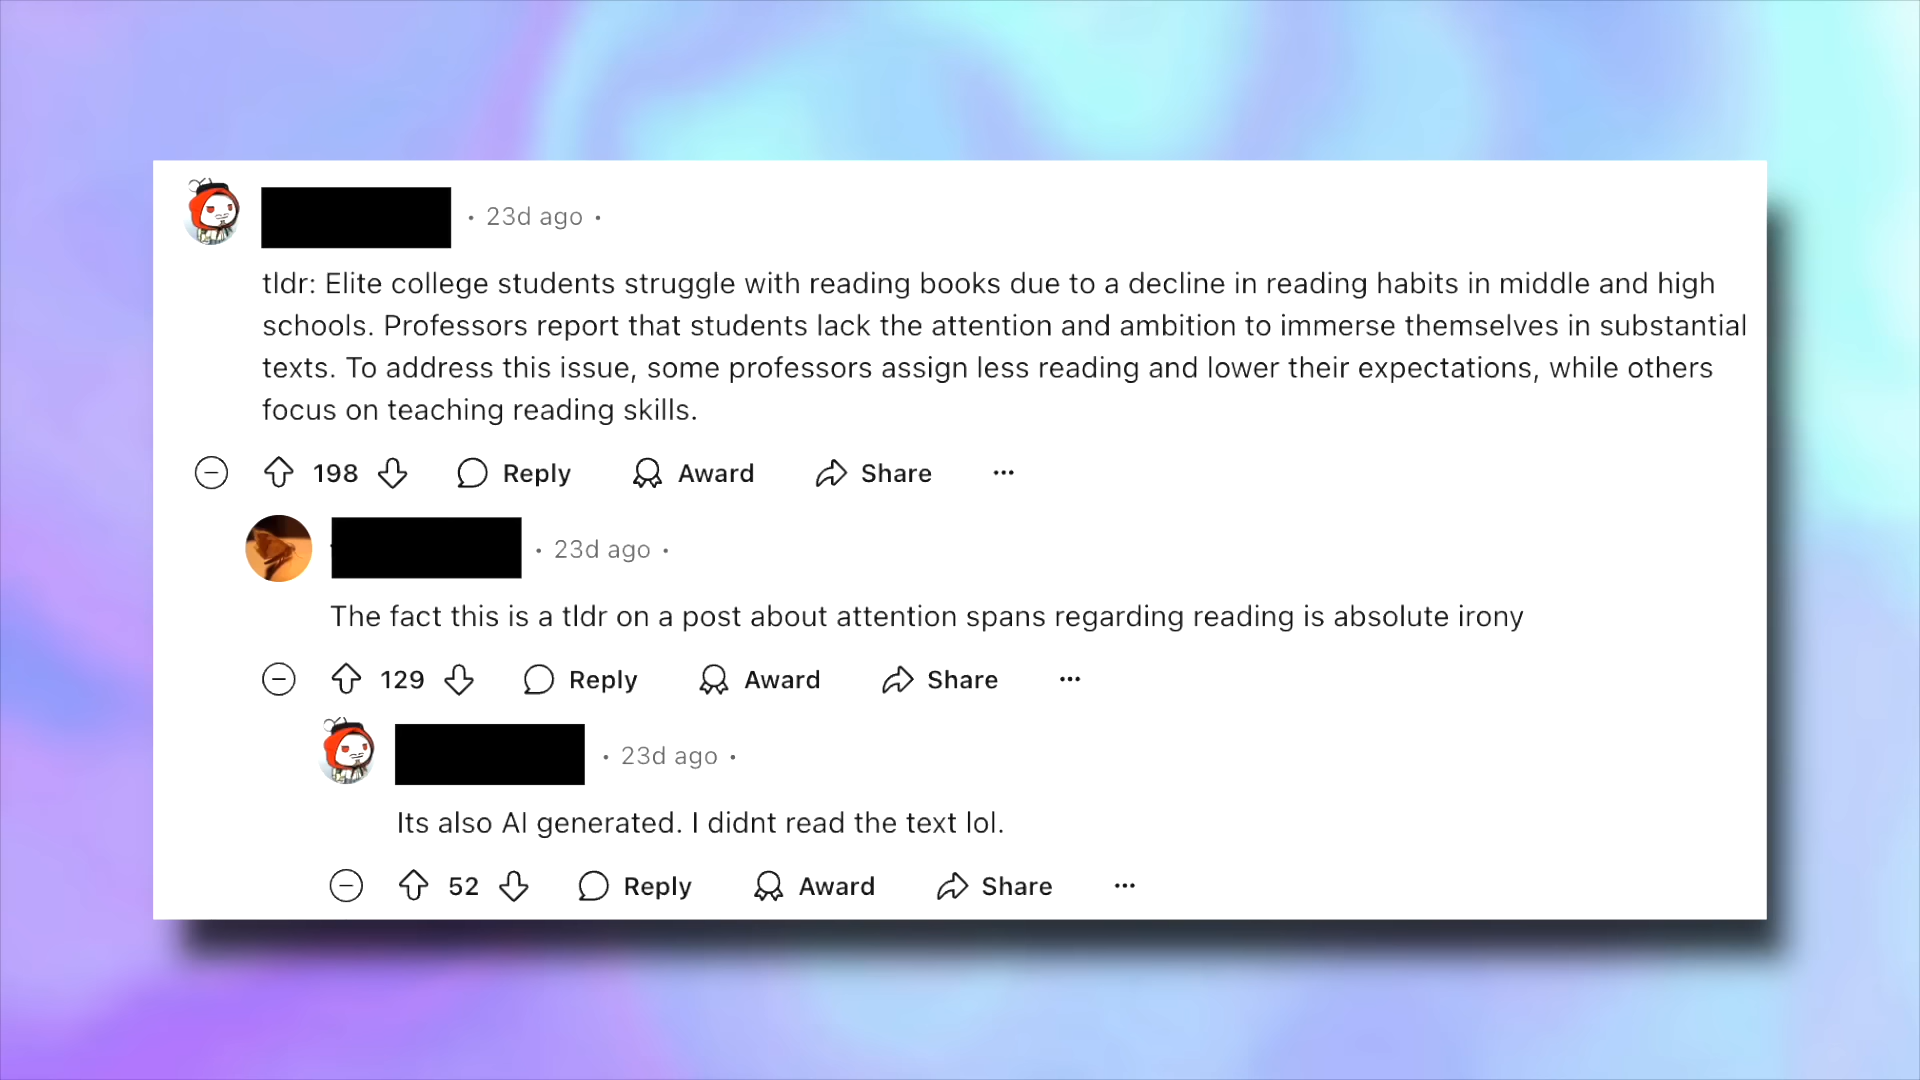 · 23d ago ·
tldr: Elite college students struggle with reading books due to a decline in reading habits in middle and high
schools. Professors report that students lack the attention and ambition to immerse themselves in substantial
texts. To address this issue, some professors assign less reading and lower their expectations, while others
focus on teaching reading skills.
198 Reply Award Share ...
· 23d ago ·
The fact this is a tldr on a post about attention spans regarding reading is absolute irony
129 Reply Award Share ...
· 23d ago ·
Its also AI generated. I didnt read the text lol.
52 Reply Award Share ...